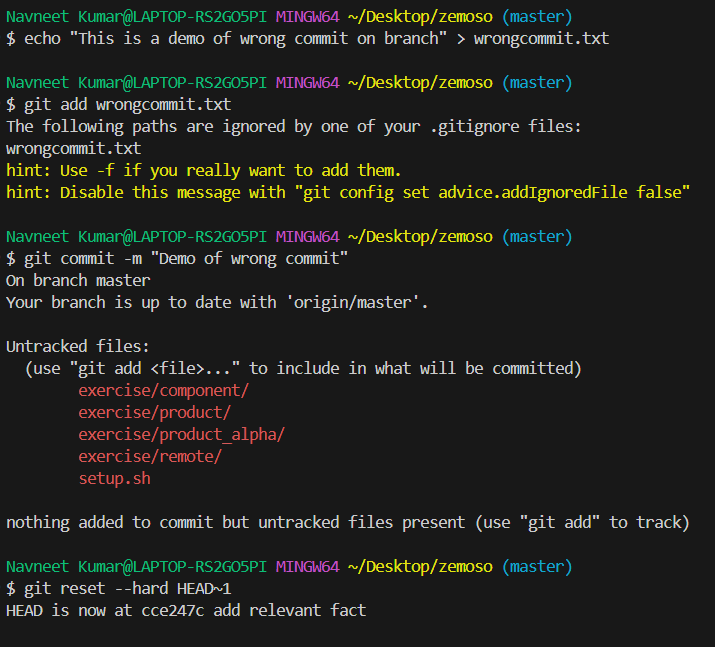 Navneet Kumar@LAPTOP-RS2GO5PI MINGW64 ~/Desktop/zemoso (master)
$ echo "This is a demo of wrong commit on branch" > wrongcommit.txt

Navneet Kumar@LAPTOP-RS2GO5PI MINGW64 ~/Desktop/zemoso (master)
$ git add wrongcommit.txt
The following paths are ignored by one of your .gitignore files:
wrongcommit.txt
hint: Use -f if you really want to add them.
hint: Disable this message with "git config set advice.addIgnoredFile false"

Navneet Kumar@LAPTOP-RS2GO5PI MINGW64 ~/Desktop/zemoso (master)
$ git commit -m "Demo of wrong commit"
On branch master
Your branch is up to date with 'origin/master'.

Untracked files:
  (use "git add <file>..." to include in what will be committed)
        exercise/component/
        exercise/product/
        exercise/product_alpha/
        exercise/remote/
        setup.sh

nothing added to commit but untracked files present (use "git add" to track)

Navneet Kumar@LAPTOP-RS2GO5PI MINGW64 ~/Desktop/zemoso (master)
$ git reset --hard HEAD~1
HEAD is now at cce247c add relevant fact